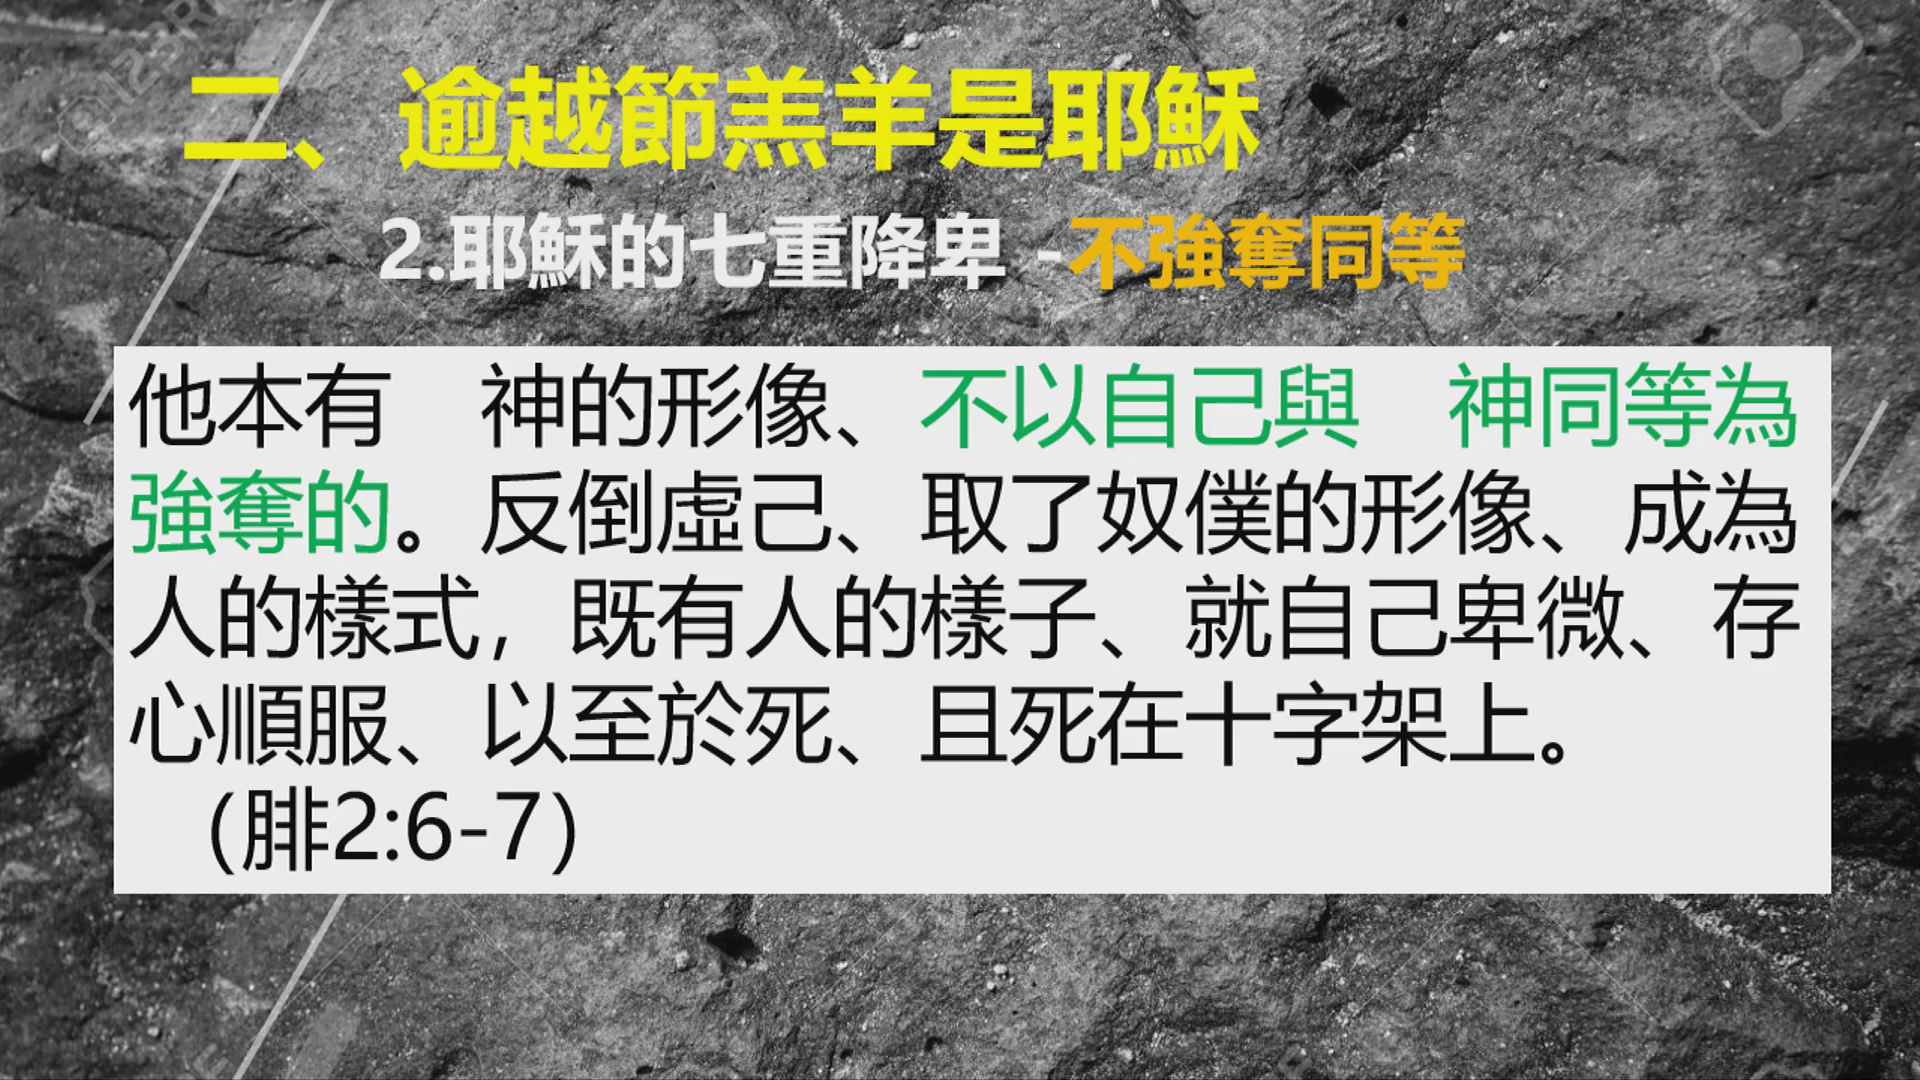 二、逾越節羔羊是耶穌
2.耶穌的七重降卑 -不強奪同等
他本有　神的形像、不以自己與　神同等為
強奪的。反倒虛己、取了奴僕的形像、成為
人的樣式，既有人的樣子、就自己卑微、存
心順服、以至於死、且死在十字架上。
（腓2:6-7）